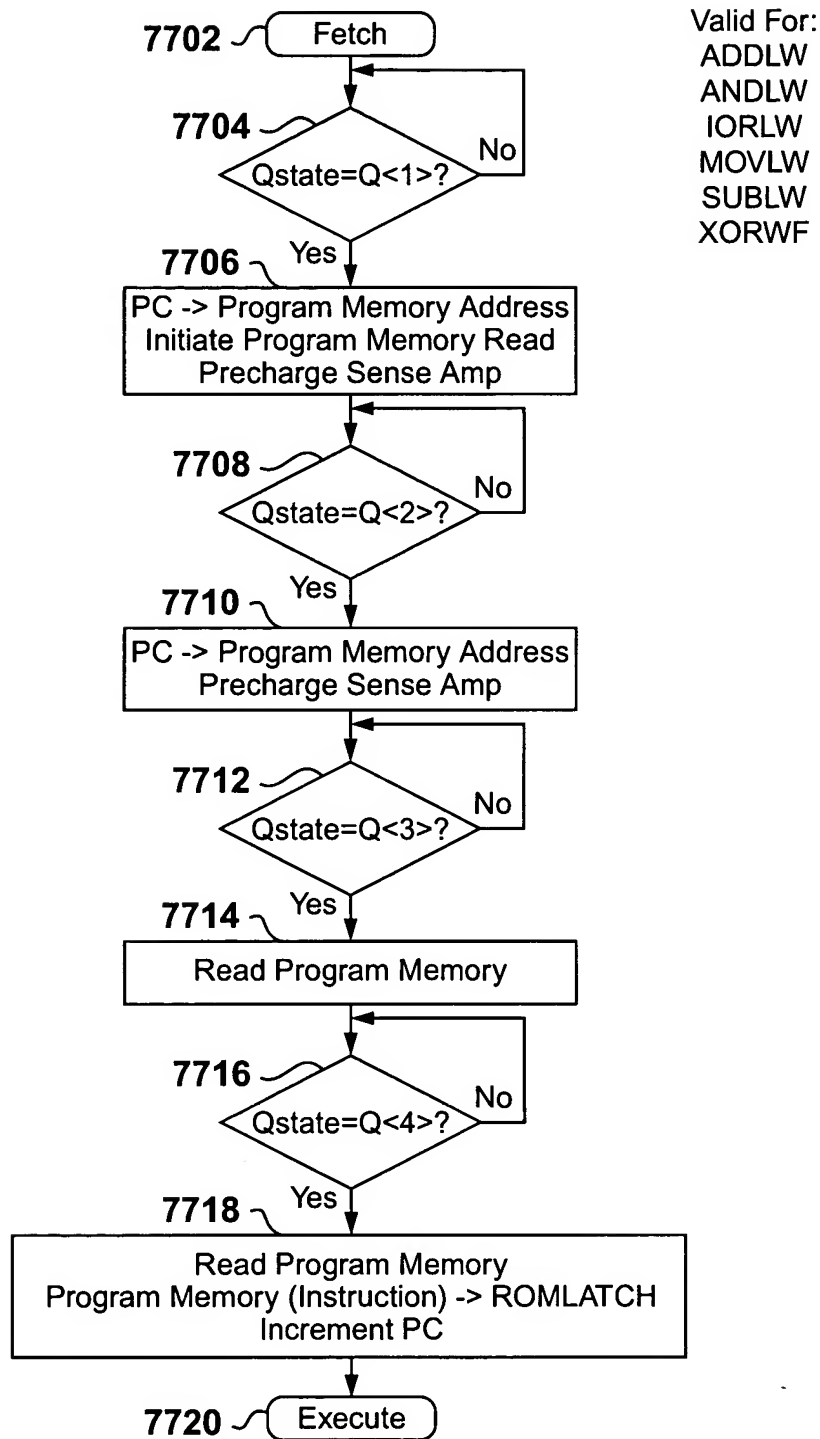 7702
Fetch
7704
Qstate=Q<1>?
No
Yes
7706
PC -> Program Memory Address
Initiate Program Memory Read
Precharge Sense Amp
7708
Qstate=Q<2>?
No
Yes
7710
PC -> Program Memory Address
Precharge Sense Amp
7712
Qstate=Q<3>?
No
Yes
7714
Read Program Memory
7716
Qstate=Q<4>?
No
Yes
7718
Read Program Memory
Program Memory (Instruction) -> ROMLATCH
Increment PC
7720
Execute
Valid For:
ADDLW
ANDLW
IORLW
MOVLW
SUBLW
XORWF